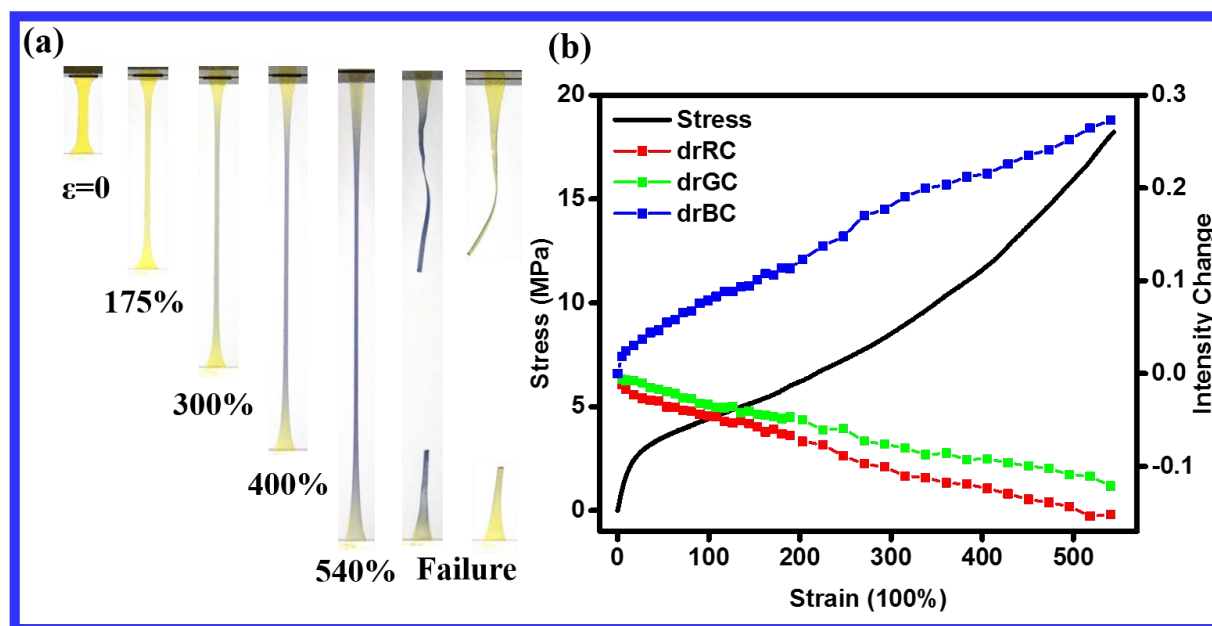 (a)
ε=0
175%
300%
400%
540%
Failure
(b)
Stress
drRC
drGC
drBC
Stress (MPa)
20
15
10
5
0
Intensity Change
0.3
0.2
0.1
0.0
-0.1
0 100 200 300 400 500
Strain (100%)